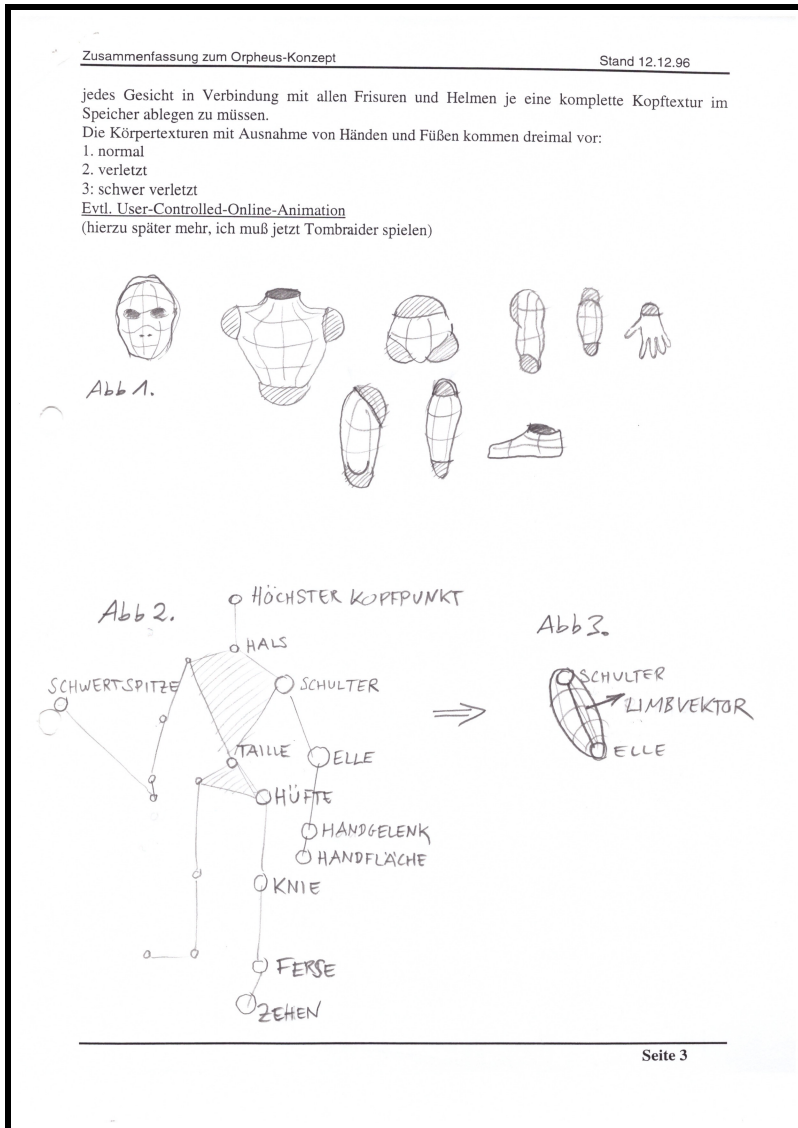 Zusammenfassung zum Orpheus-Konzept Stand 12.12.96
jedes Gesicht in Verbindung mit allen Frisuren und Helmen je eine komplette Kopftextur im
Speicher ablegen zu müssen.
Die Körpertexturen mit Ausnahme von Händen und Füßen kommen dreimal vor:
1. normal
2. verletzt
3: schwer verletzt
Evtl. User-Controlled-Online-Animation
(hierzu später mehr, ich muß jetzt Tombraider spielen)
Abb 1.
Abb 2.
HÖCHSTER KOPFPUNKT
HALS
SCHWERTSPITZE
SCHULTER
TAILLE
ELLE
HÜFTE
HANDGELENK
HANDFLÄCHE
KNIE
FERSE
ZEHEN
Abb 3.
SCHULTER
LIMBVEKTOR
ELLE
Seite 3